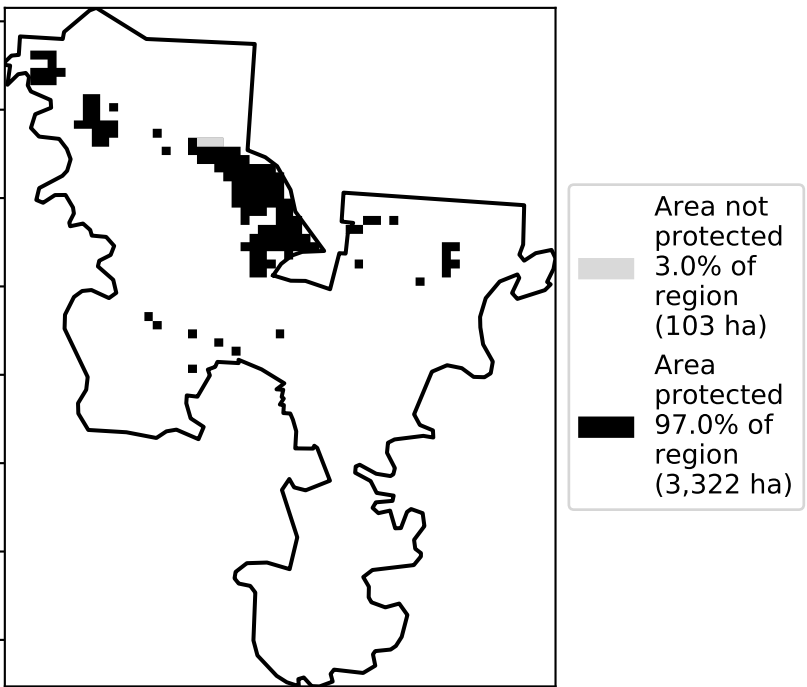 Area not
protected
3.0% of
region
(103 ha)
Area
protected
97.0% of
region
(3,322 ha)